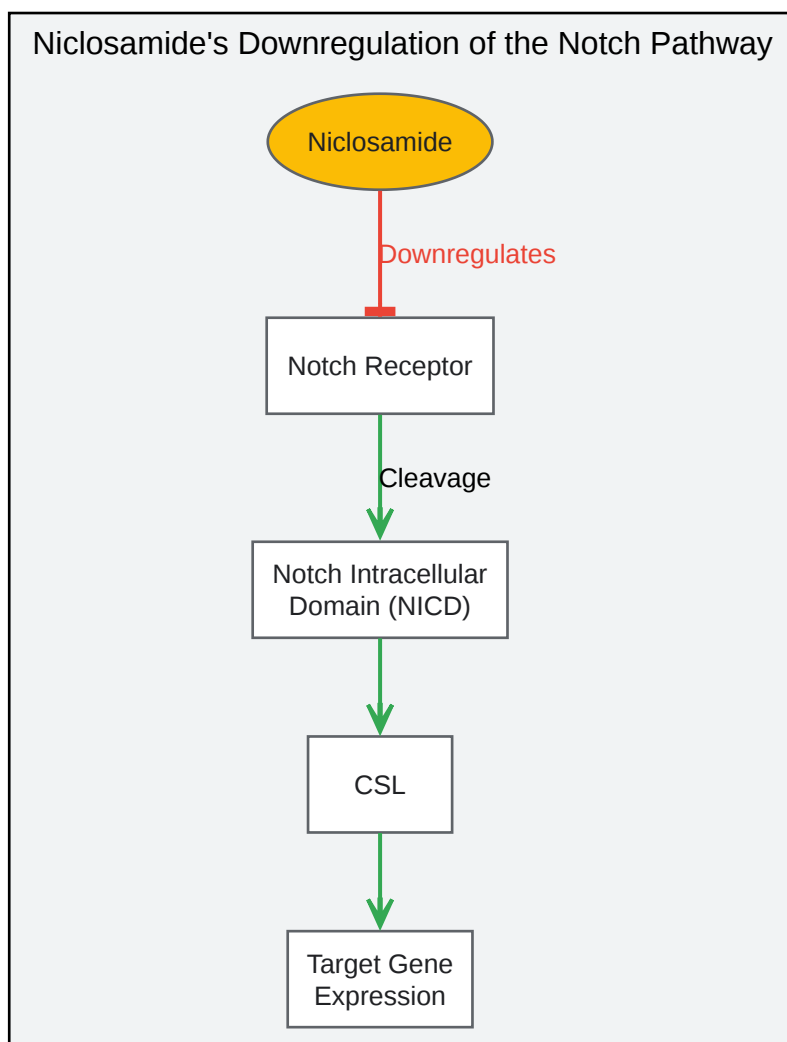 Niclosamide's Downregulation of the Notch Pathway
Niclosamide
Downregulates
Notch Receptor
Cleavage
Notch Intracellular
Domain (NICD)
CSL
Target Gene
Expression